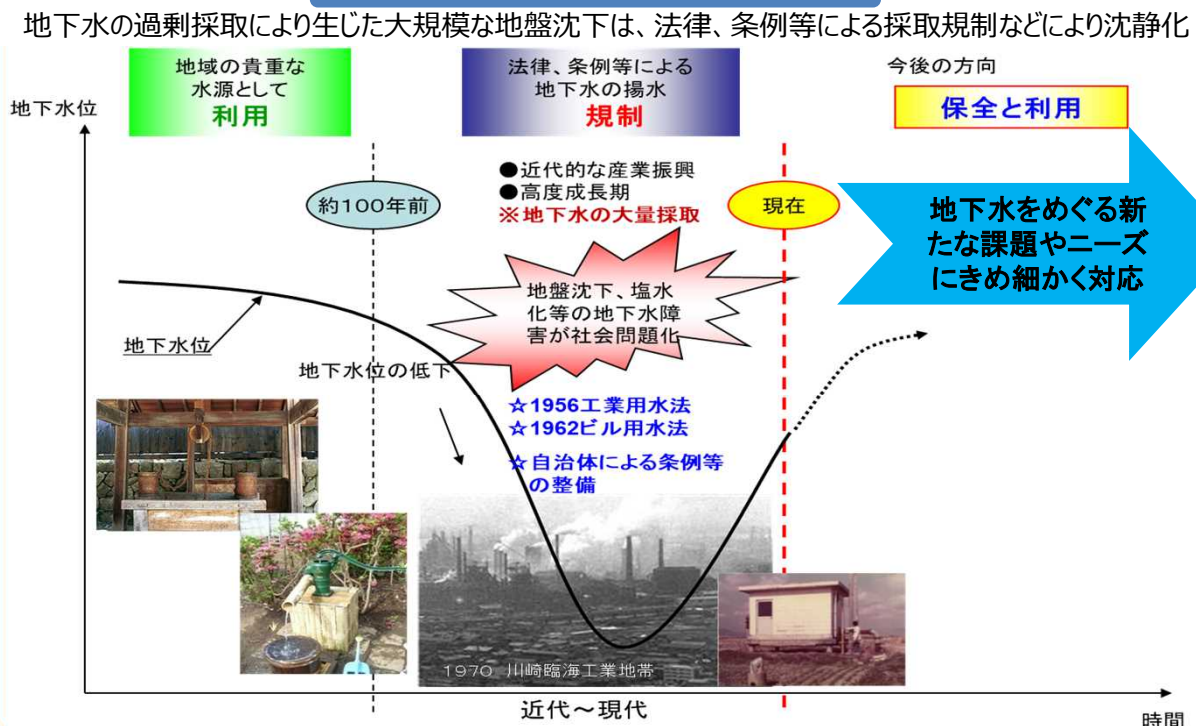 地下水の過剰採取により生じた大規模な地盤沈下は、法律、条例等による採取規制などにより沈静化
地域の貴重な
水源として
利用
法律、条例等による
地下水の揚水
規制
今後の方向
保全と利用
地下水位
●近代的な産業振興
●高度成長期
※地下水の大量採取
約100年前
現在
地下水をめぐる新
たな課題やニーズ
にきめ細かく対応
地盤沈下、塩水
化等の地下水障
害が社会問題化
地下水位
地下水位の低下
☆1956工業用水法
☆1962ビル用水法
☆自治体による条例等
の整備
1970 川崎臨海工業地帯
近代～現代
時間